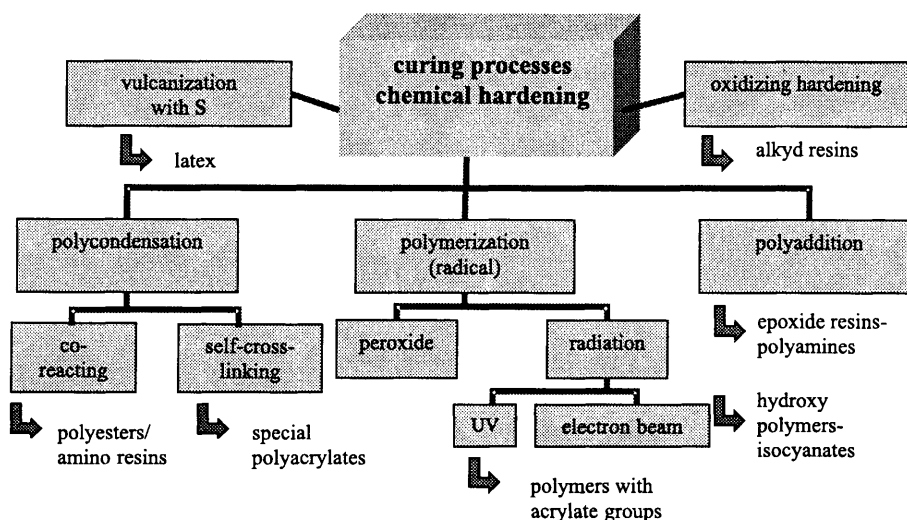 curing processes
chemical hardening
vulcanization
with S
oxidizing hardening
latex
alkyd resins
polycondensation
polymerization
(radical)
polyaddition
co-
reacting
self-cross-
linking
peroxide
radiation
epoxide resins-
polyamines
UV
electron beam
hydroxy
polymers-
isocyanates
polyesters/
amino resins
special
polyacrylates
polymers with
acrylate groups